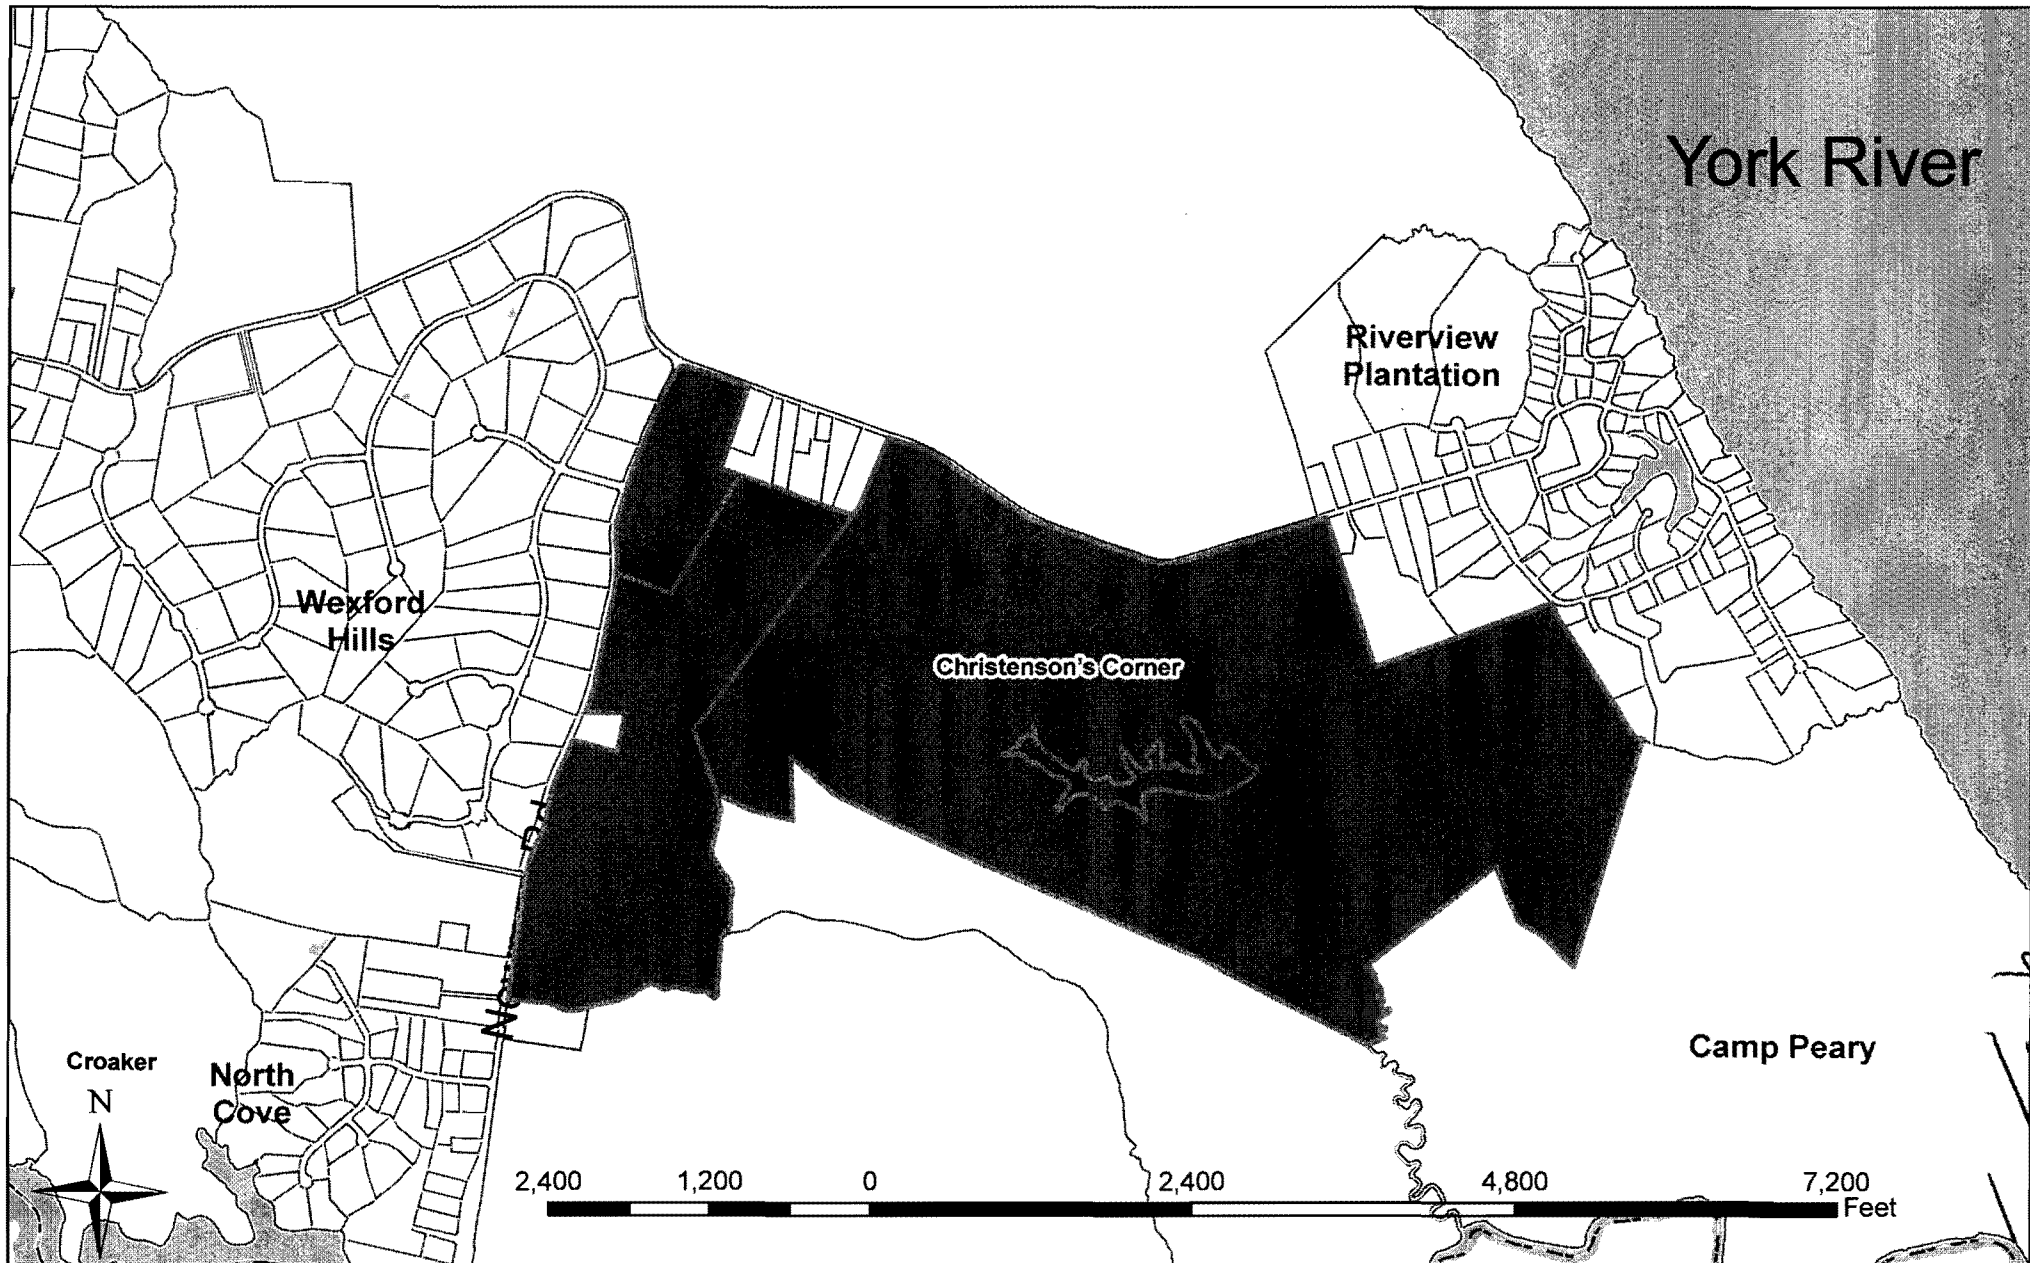 York River
Riverview
Plantation
Wexford
Hills
Christenson's Corner
Camp Peary
Croaker
N
North
Cove
2,400 1,200 0 2,400 4,800 7,200
Feet